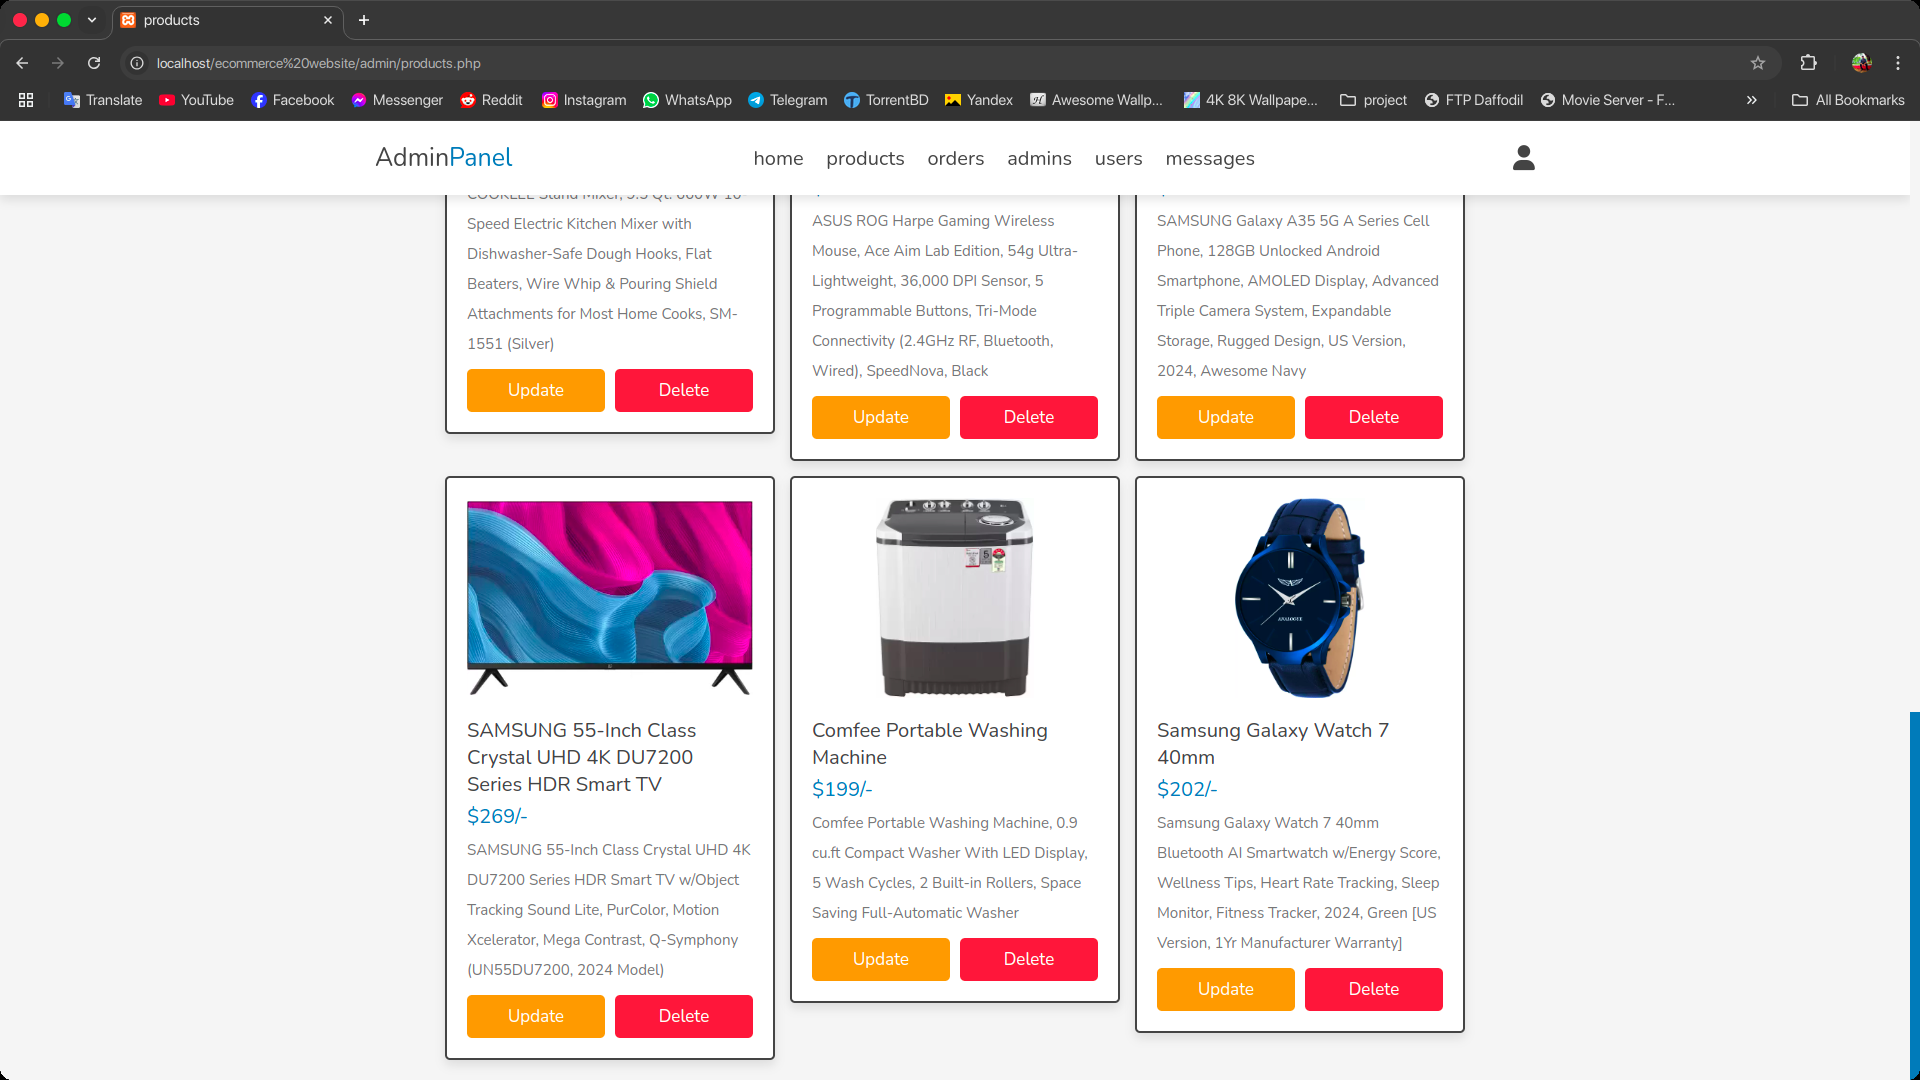 products
localhost/ecommerce%20website/admin/products.php
Translate YouTube Facebook Messenger Reddit Instagram WhatsApp Telegram TorrentBD Yandex Awesome Wallp... 4K 8K Wallpape... project FTP Daffodil Movie Server - F... All Bookmarks
AdminPanel
home products orders admins users messages
COOKLEE Stand Mixer, 9.5 Qt. 660W 10-
Speed Electric Kitchen Mixer with
Dishwasher-Safe Dough Hooks, Flat
Beaters, Wire Whip & Pouring Shield
Attachments for Most Home Cooks, SM-
1551 (Silver)
Update Delete
ASUS ROG Harpe Gaming Wireless
Mouse, Ace Aim Lab Edition, 54g Ultra-
Lightweight, 36,000 DPI Sensor, 5
Programmable Buttons, Tri-Mode
Connectivity (2.4GHz RF, Bluetooth,
Wired), SpeedNova, Black
Update Delete
SAMSUNG Galaxy A35 5G A Series Cell
Phone, 128GB Unlocked Android
Smartphone, AMOLED Display, Advanced
Triple Camera System, Expandable
Storage, Rugged Design, US Version,
2024, Awesome Navy
Update Delete
SAMSUNG 55-Inch Class
Crystal UHD 4K DU7200
Series HDR Smart TV
$269/-
SAMSUNG 55-Inch Class Crystal UHD 4K
DU7200 Series HDR Smart TV w/Object
Tracking Sound Lite, PurColor, Motion
Xcelerator, Mega Contrast, Q-Symphony
(UN55DU7200, 2024 Model)
Update Delete
5
Comfee Portable Washing
Machine
$199/-
Comfee Portable Washing Machine, 0.9
cu.ft Compact Washer With LED Display,
5 Wash Cycles, 2 Built-in Rollers, Space
Saving Full-Automatic Washer
Update Delete
ANALOGUE
Samsung Galaxy Watch 7
40mm
$202/-
Samsung Galaxy Watch 7 40mm
Bluetooth AI Smartwatch w/Energy Score,
Wellness Tips, Heart Rate Tracking, Sleep
Monitor, Fitness Tracker, 2024, Green [US
Version, 1Yr Manufacturer Warranty]
Update Delete